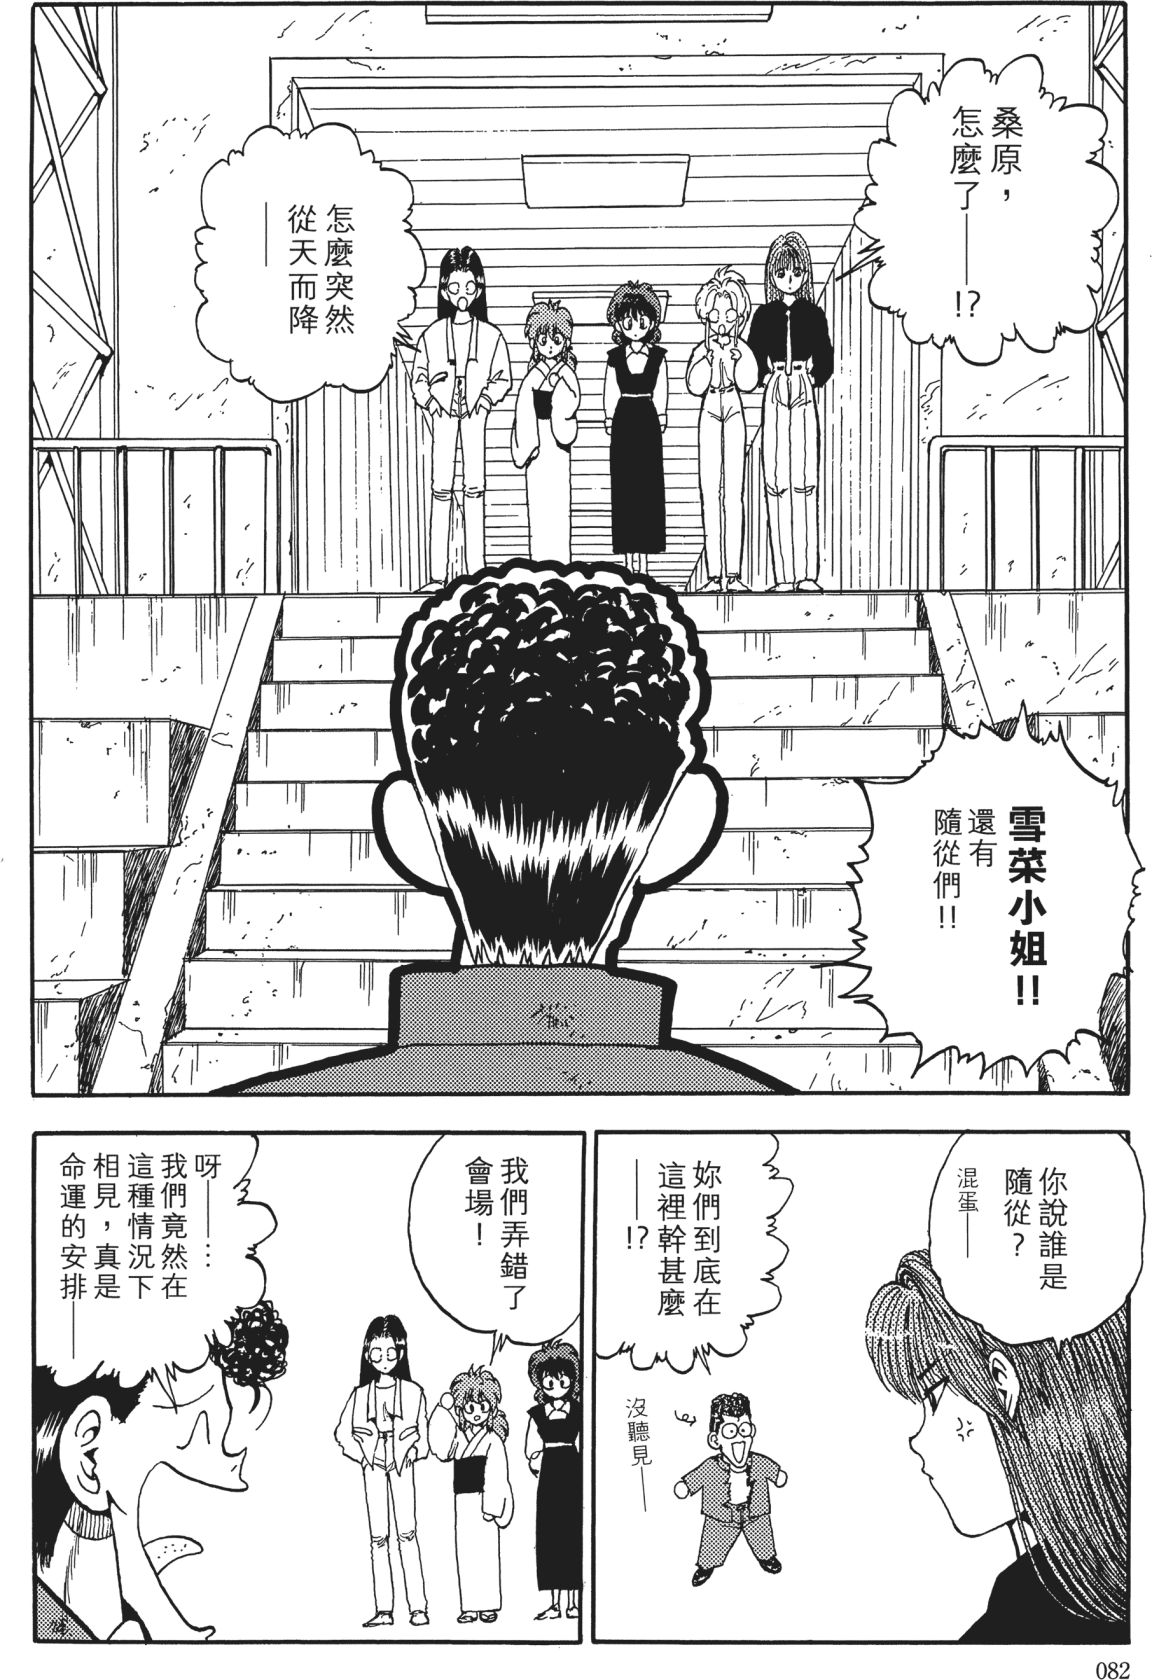 桑原，
怎麼了——!?
怎麼突然
從天而降
——
雪菜小姐!!
還有
隨從們!!
你說誰是
隨從？
混蛋——
妳們到底在
這裡幹甚麼
——!?
沒聽見——
我們弄錯了
會場！
呀——…
我們竟然在
這種情況下
相見，真是
命運的安排——
082